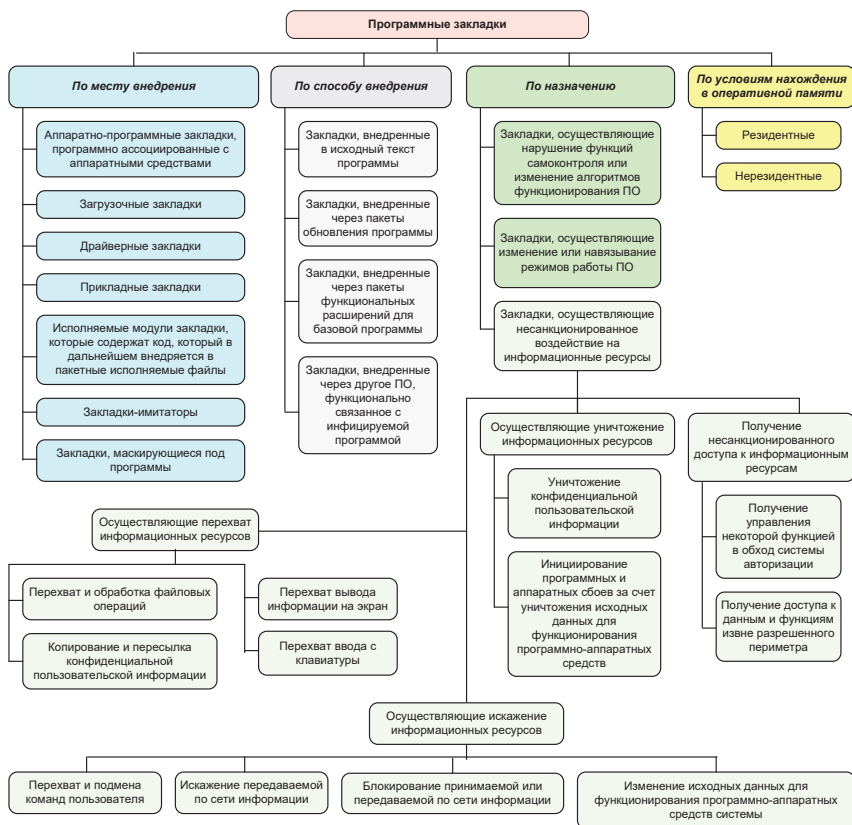 Программные закладки
По месту внедрения
Аппаратно-программные закладки,
программно ассоциированные с
аппаратными средствами
Загрузочные закладки
Драйверные закладки
Прикладные закладки
Исполняемые модули закладки,
которые содержат код, который в
дальнейшем внедряется в
пакетные исполняемые файлы
Закладки-имитаторы
Закладки, маскирующиеся под
программы
По способу внедрения
Закладки, внедренные
в исходный текст
программы
Закладки, внедренные
через пакеты
обновления программы
Закладки, внедренные
через пакеты
функциональных
расширений для
базовой программы
Закладки, внедренные
через другое ПО,
функционально
связанное с
инфицируемой
программой
По назначению
Закладки, осуществляющие
нарушение функций
самоконтроля или
изменение алгоритмов
функционирования ПО
Закладки, осуществляющие
изменение или навязывание
режимов работы ПО
Закладки, осуществляющие
несанкционированное
воздействие на
информационные ресурсы
По условиям нахождения
в оперативной памяти
Резидентные
Нерезидентные
Осуществляющие уничтожение
информационных ресурсов
Уничтожение
конфиденциальной
пользовательской
информации
Инициирование
программных и
аппаратных сбоев за счет
уничтожения исходных
данных для
функционирования
программно-аппаратных
средств
Получение
несанкционированного
доступа к информационным
ресурсам
Получение
управления
некоторой функцией
в обход системы
авторизации
Получение доступа к
данным и функциям
извне разрешенного
периметра
Осуществляющие перехват
информационных ресурсов
Перехват и обработка файловых
операций
Копирование и пересылка
конфиденциальной
пользовательской информации
Перехват вывода
информации на экран
Перехват ввода с
клавиатуры
Осуществляющие искажение
информационных ресурсов
Перехват и подмена
команд пользователя
Искажение передаваемой
по сети информации
Блокирование принимаемой или
передаваемой по сети информации
Изменение исходных данных для
функционирования программно-аппаратных
средств системы